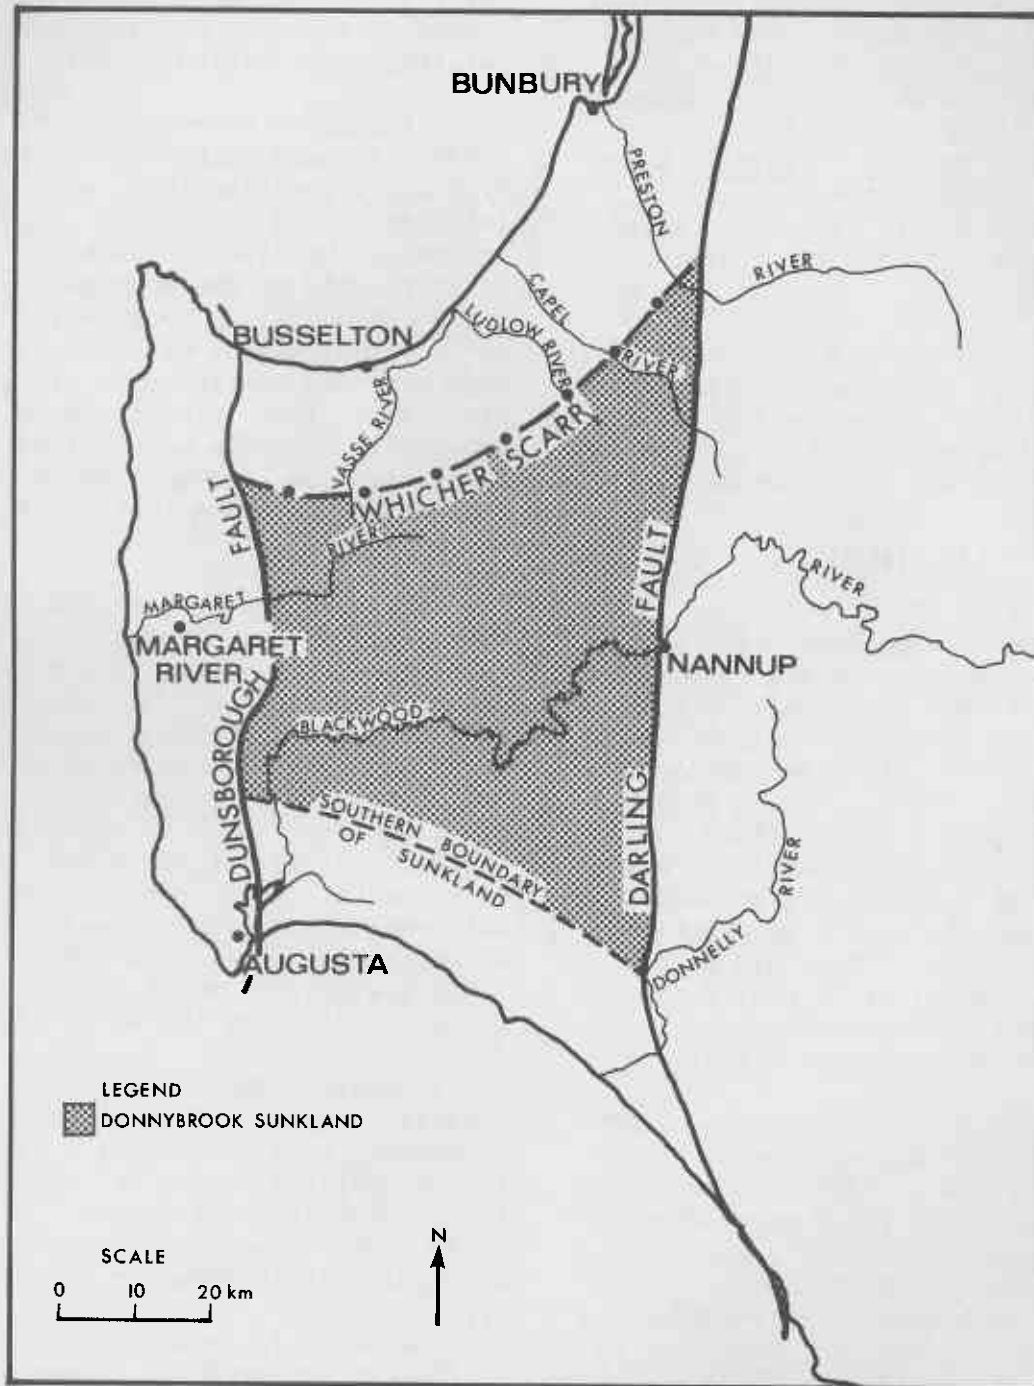 BUNBURY
PRESTON
RIVER
CAPEL
RIVER
LUDLOW RIVER
BUSSELTON
VASSE RIVER
WHICHER SCARP
FAULT
RIVER
MARGARET
MARGARET
RIVER
FAULT
RIVER
NANNUP
DUNSBOROUGH
BLACKWOOD
DARLING
SOUTHERN BOUNDARY
OF SUNKLAND
RIVER
DONNELLY
AUGUSTA
LEGEND
DONNYBROOK SUNKLAND
SCALE
0 10 20 km
N